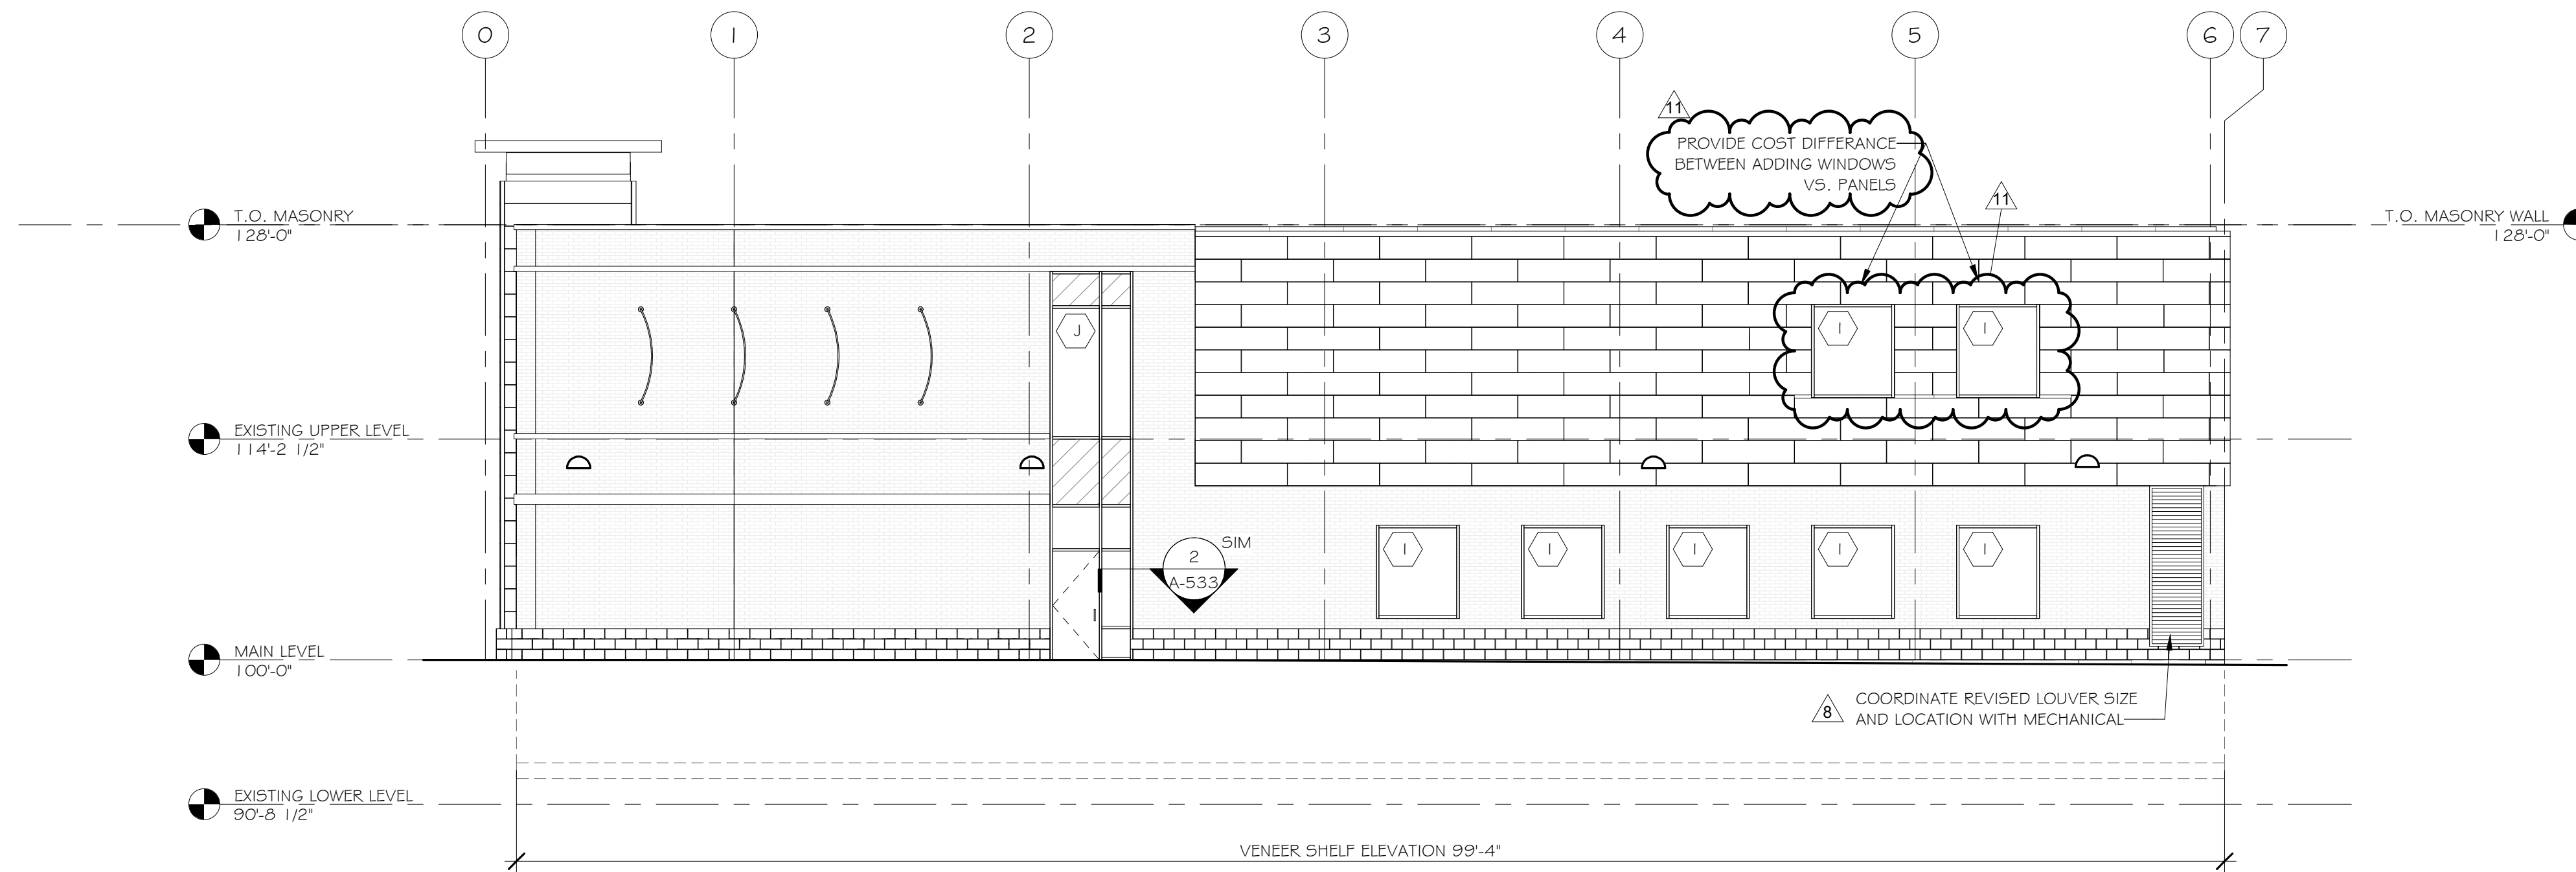 0
1
2
3
4
5
6
7
11
PROVIDE COST DIFFERANCE
BETWEEN ADDING WINDOWS
VS. PANELS
11
T.O. MASONRY
128'-0"
T.O. MASONRY WALL
128'-0"
J
I
I
EXISTING UPPER LEVEL
114'-2 1/2"
SIM
2
A-533
I
I
I
I
I
MAIN LEVEL
100'-0"
8
COORDINATE REVISED LOUVER SIZE
AND LOCATION WITH MECHANICAL
EXISTING LOWER LEVEL
90'-8 1/2"
VENEER SHELF ELEVATION 99'-4"